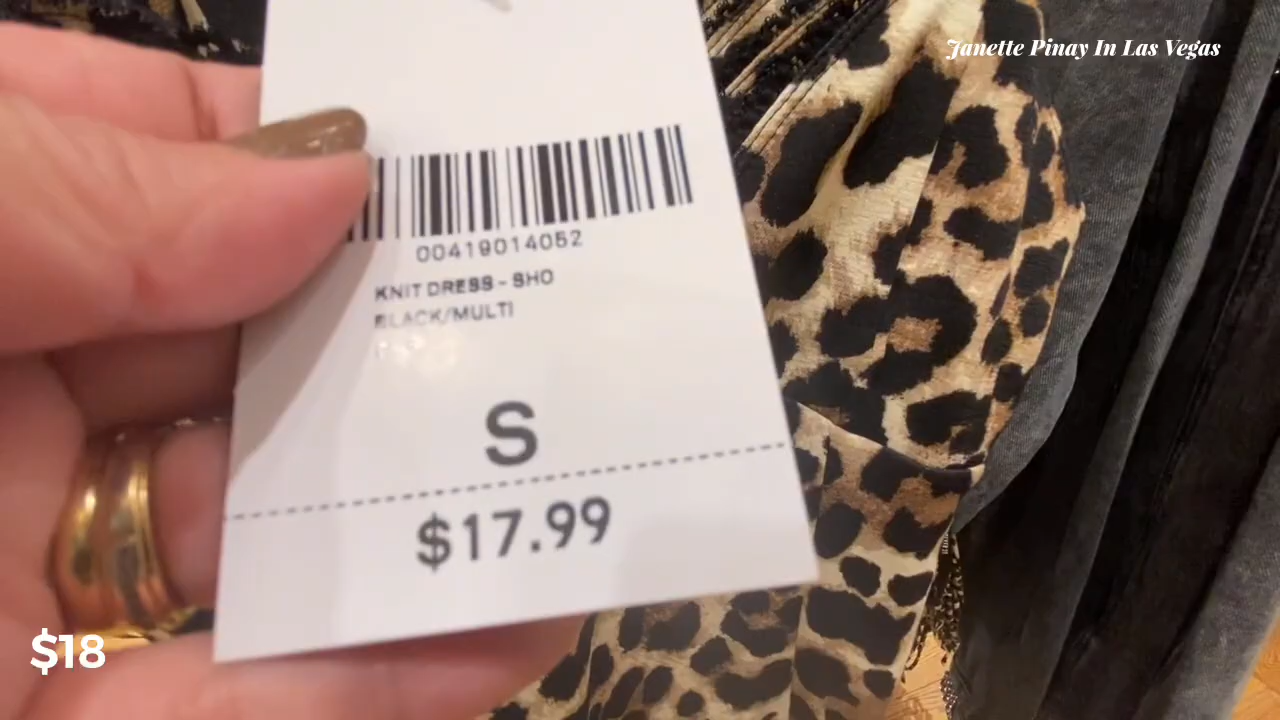 Janette Pinay In Las Vegas
00419014052
KNIT DRESS - SHO
BLACK/MULTI
S
$17.99
$18